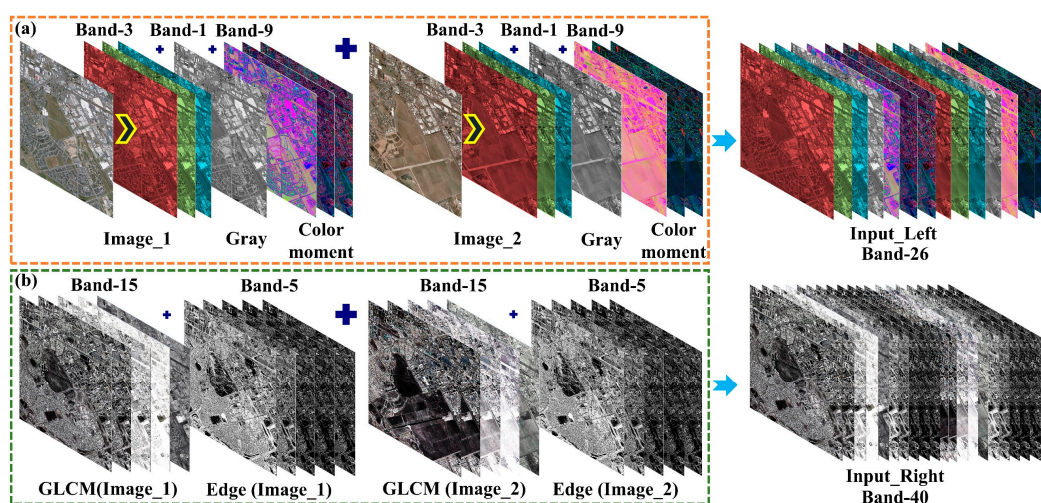 (a)
Band-3
Band-1
Band-9
Band-3
Band-1
Band-9
Image_1
Gray
Color
moment
Image_2
Gray
Color
moment
Input_Left
Band-26
(b)
Band-15
Band-5
Band-15
Band-5
GLCM(Image_1)
Edge (Image_1)
GLCM (Image_2)
Edge (Image_2)
Input_Right
Band-40